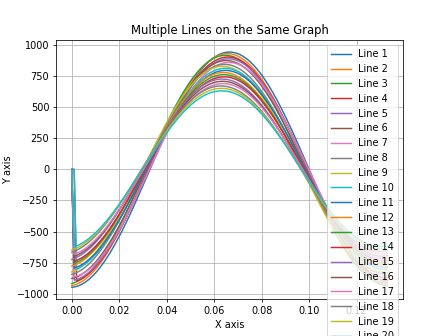 Multiple Lines on the Same Graph
1000
750
500
250
0
−250
−500
−750
−1000
Y axis
0.00
0.02
0.04
0.06
0.08
0.10
X axis
Line 1
Line 2
Line 3
Line 4
Line 5
Line 6
Line 7
Line 8
Line 9
Line 10
Line 11
Line 12
Line 13
Line 14
Line 15
Line 16
Line 17
Line 18
Line 19
Line 20